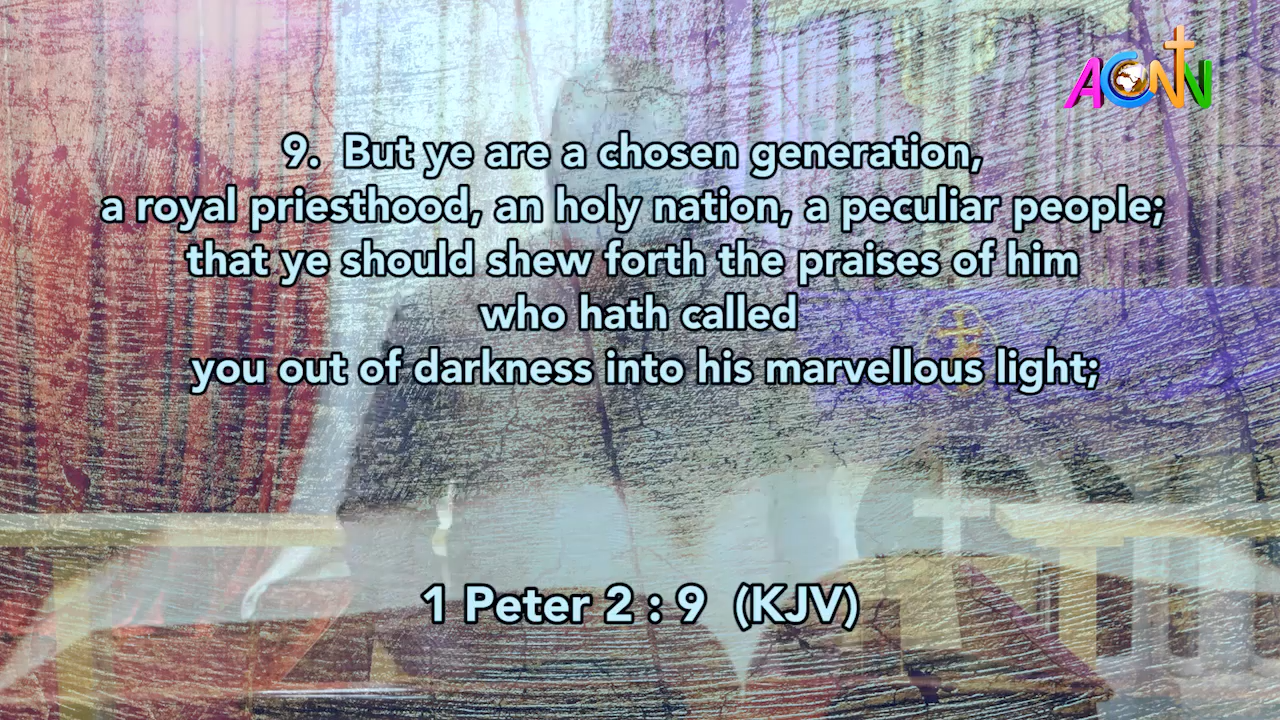 ACNN
9. But ye are a chosen generation,
a royal priesthood, an holy nation, a peculiar people;
that ye should shew forth the praises of him
who hath called
you out of darkness into his marvellous light;
1 Peter 2 : 9 (KJV)